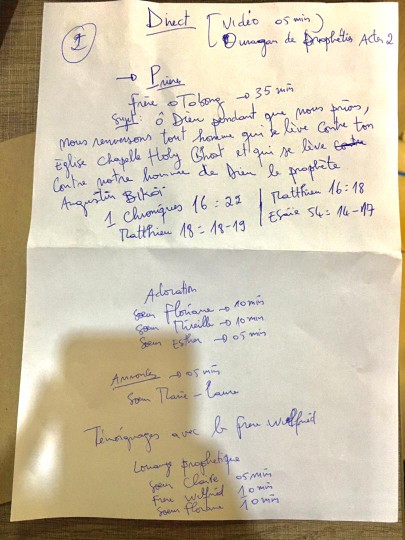 1
Direct [Vidéo 05 min)
Ouragan de Prophétie Acte 2
→ Prière
frère Tobong → 35 min
Sujet : ô Dieu pendant que nous prions,
nous renversons tout homme qui se lève contre ton
Église Chapelle Holy Ghost et qui se lève contre
Contre notre homme de Dieu le prophète
Augustin
1 Chroniques 16 = 22
Matthieu 18 = 18-19
Matthieu 16 = 18
Esaïe 54 = 14-17
Adoration
Sœur Floriane → 10 min
Sœur Mireille → 10 min
Sœur Esther → 05 min
Annonces → 05 min
Sœur Marie-Laure
Témoignages avec le frère Wilfried
Louange prophétique
Sœur Claire 05 min
Frère Wilfried 10 min
Sœur Floriane 10 min